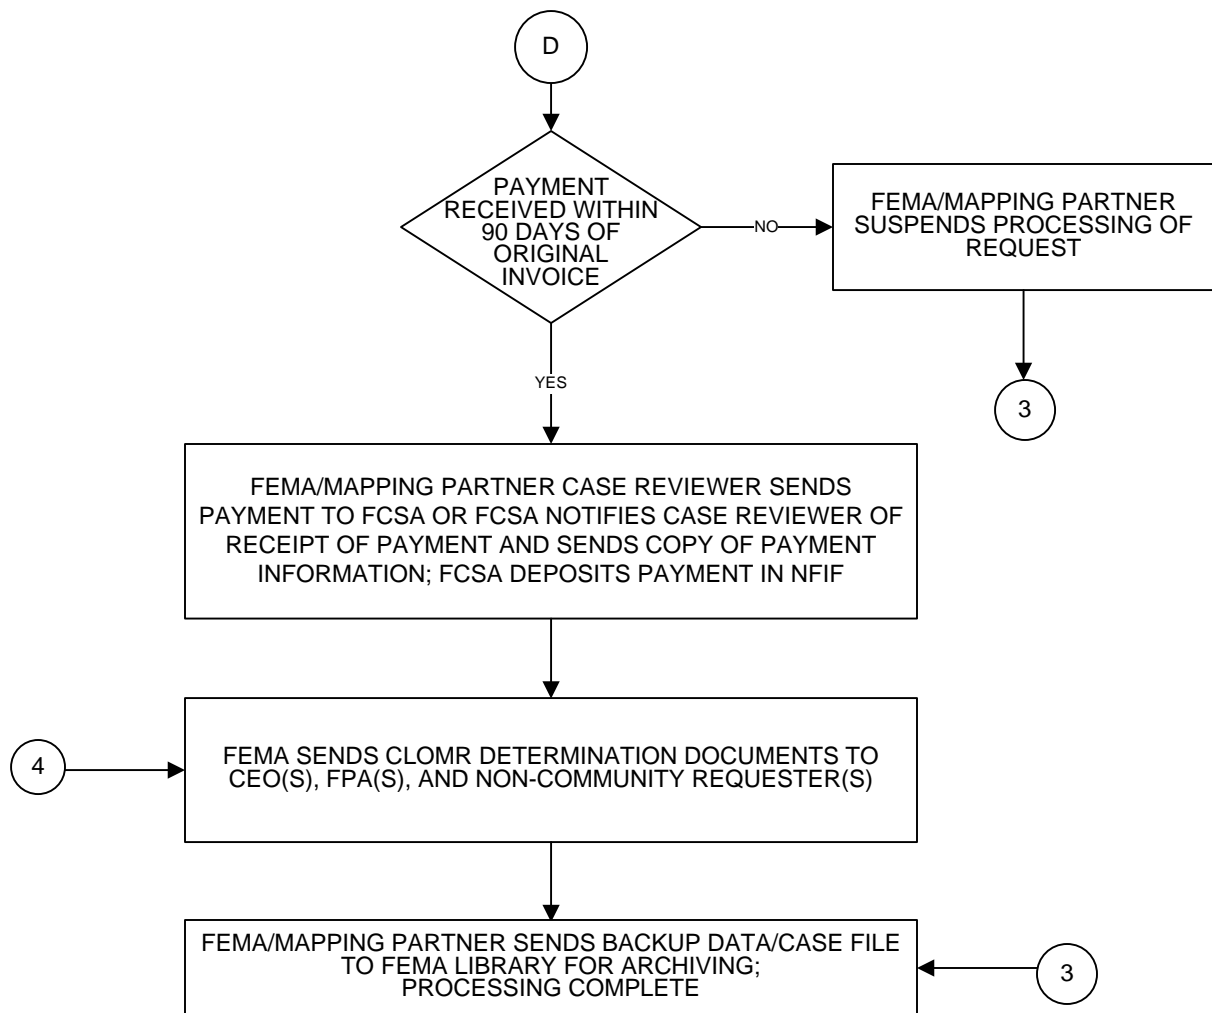 D
PAYMENT
RECEIVED WITHIN
90 DAYS OF
ORIGINAL
INVOICE
NO
FEMA/MAPPING PARTNER
SUSPENDS PROCESSING OF
REQUEST
YES
3
FEMA/MAPPING PARTNER CASE REVIEWER SENDS
PAYMENT TO FCSA OR FCSA NOTIFIES CASE REVIEWER OF
RECEIPT OF PAYMENT AND SENDS COPY OF PAYMENT
INFORMATION; FCSA DEPOSITS PAYMENT IN NFIF
4
FEMA SENDS CLOMR DETERMINATION DOCUMENTS TO
CEO(S), FPA(S), AND NON-COMMUNITY REQUESTER(S)
FEMA/MAPPING PARTNER SENDS BACKUP DATA/CASE FILE
TO FEMA LIBRARY FOR ARCHIVING;
PROCESSING COMPLETE
3